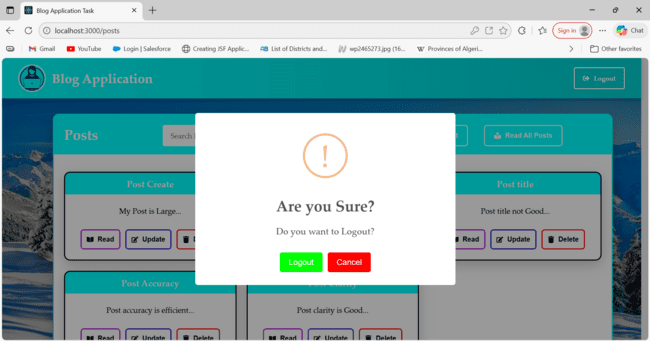 Blog Application Task
localhost:3000/posts
Sign in
Chat
Gmail
YouTube
Login | Salesforce
Creating JSF Applic...
List of Districts and...
wp2465273.jpg (16...
Provinces of Algeri...
Other favorites
Blog Application
Logout
Posts
Search
Read All Posts
Post Create
My Post is Large...
Read
Update
Post title
Post title not Good...
Read
Update
Delete
!
Are you Sure?
Do you want to Logout?
Logout
Cancel
Post Accuracy
Post accuracy is efficient...
Read
Update
Delete
Post clarity is Good...
Read
Update
Delete